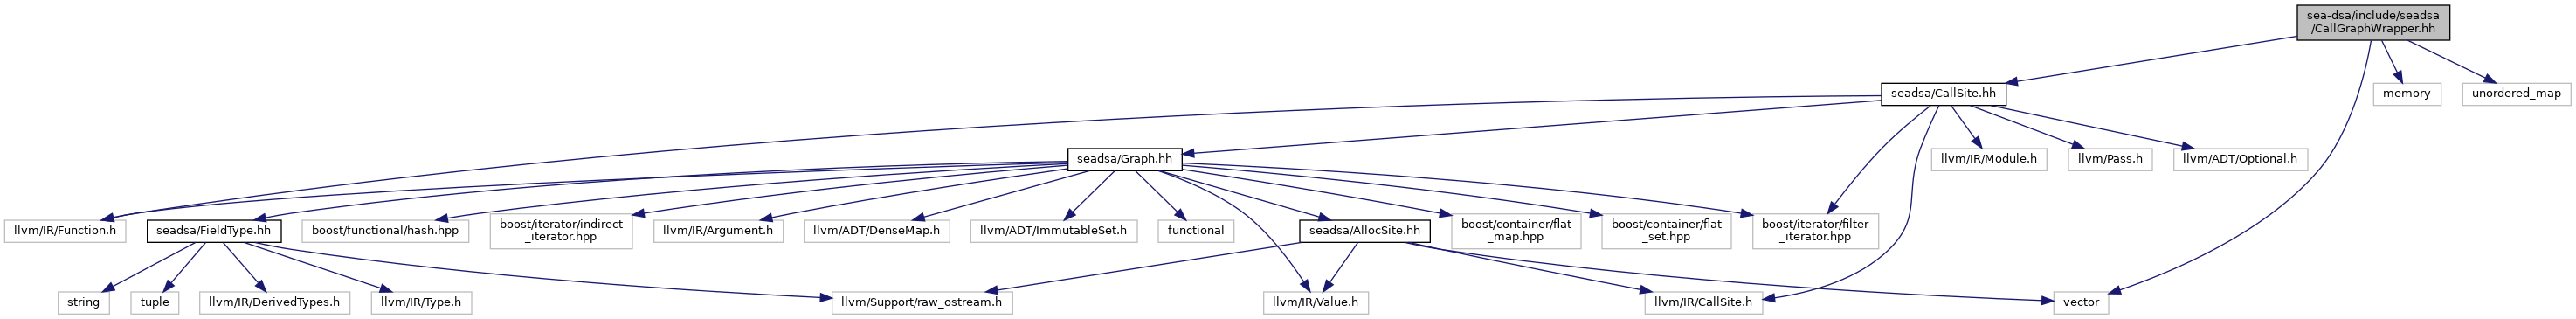 sea-dsa/include/seadsa
/CallGraphWrapper.hh
seadsa/CallSite.hh
memory
unordered_map
seadsa/Graph.hh
llvm/IR/Module.h
llvm/Pass.h
llvm/ADT/Optional.h
llvm/IR/Function.h
seadsa/FieldType.hh
boost/functional/hash.hpp
boost/iterator/indirect
_iterator.hpp
llvm/IR/Argument.h
llvm/ADT/DenseMap.h
llvm/ADT/ImmutableSet.h
functional
seadsa/AllocSite.hh
boost/container/flat
_map.hpp
boost/container/flat
_set.hpp
boost/iterator/filter
_iterator.hpp
string
tuple
llvm/IR/DerivedTypes.h
llvm/IR/Type.h
llvm/Support/raw_ostream.h
llvm/IR/Value.h
llvm/IR/CallSite.h
vector